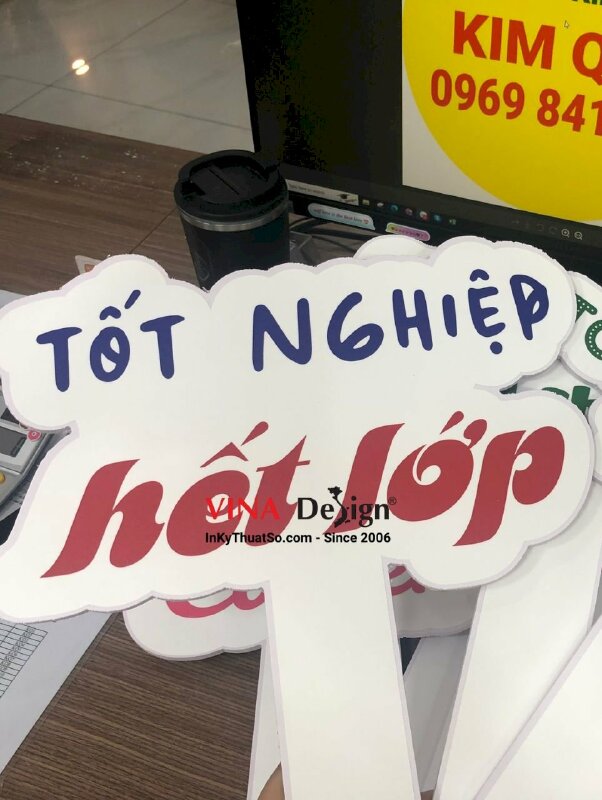 KIM Q
0969 841
TỐT NGHIỆP
hết lớp
VINA Design®
InKyThuatSo.com - Since 2006